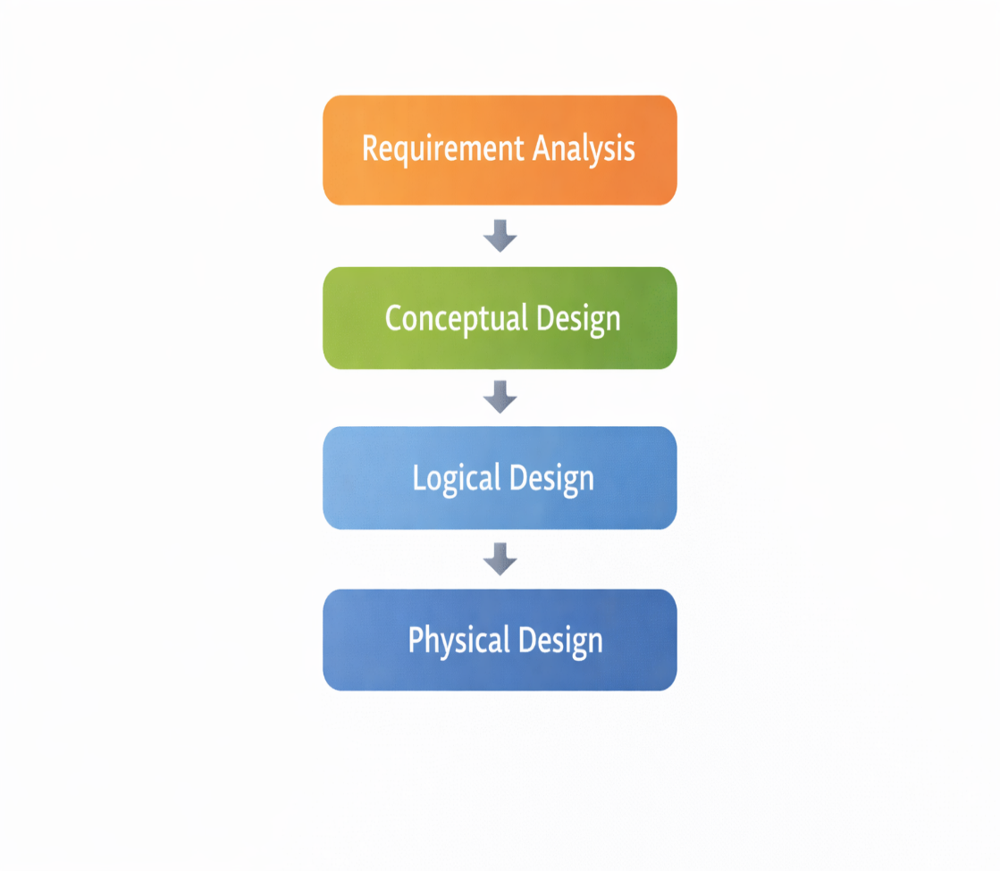 Requirement Analysis
Conceptual Design
Logical Design
Physical Design